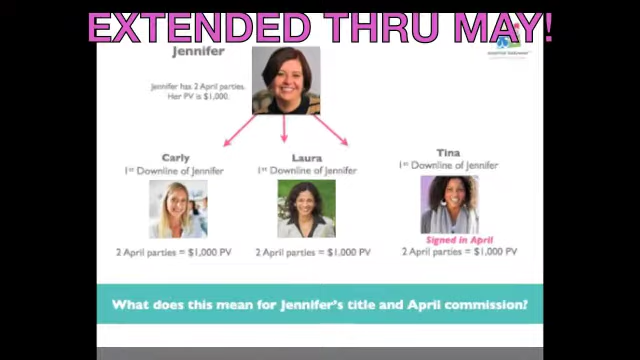 EXTENDED THRU MAY!
Jennifer
Jennifer has 2 April parties.
Her PV is $1,000.
Carly
1st Downline of Jennifer
2 April parties = $1,000 PV
Laura
1st Downline of Jennifer
2 April parties = $1,000 PV
Tina
1st Downline of Jennifer
Signed in April
2 April parties = $1,000 PV
What does this mean for Jennifer's title and April commission?